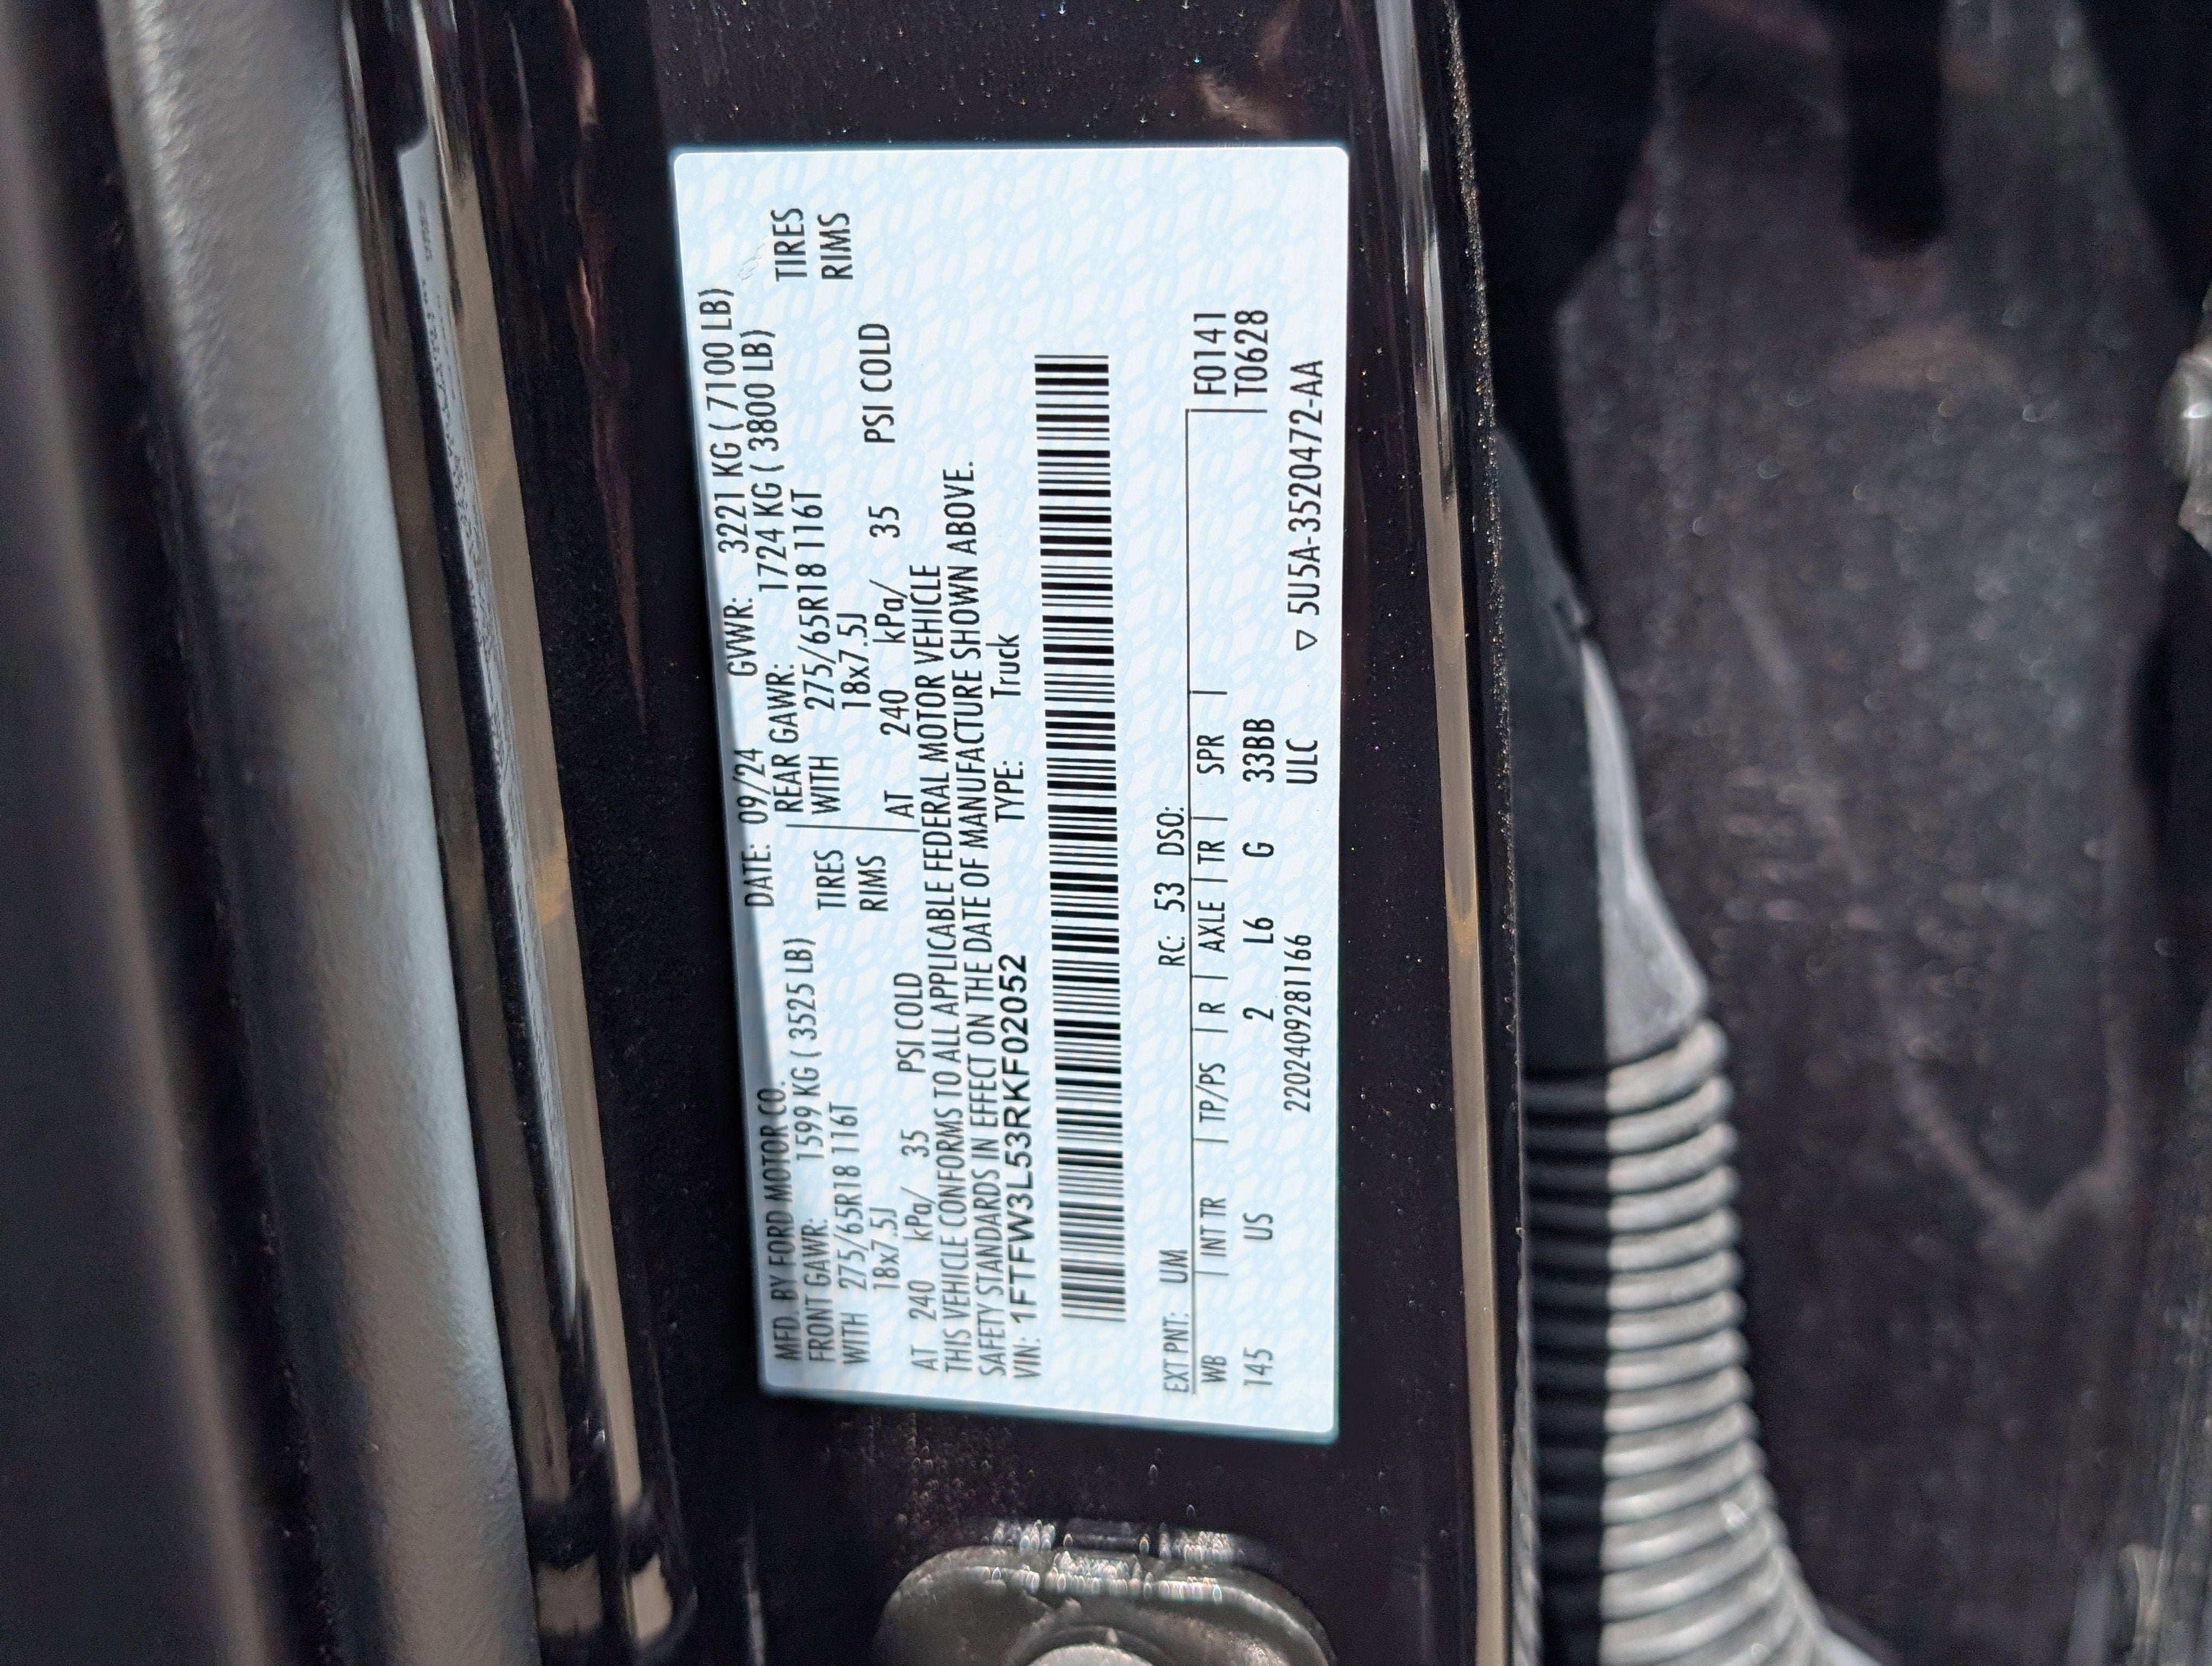 MFD. BY FORD MOTOR CO. DATE: 09/24 GVWR: 3221 KG ( 7100 LB)
FRONT GAWR: 1599 KG ( 3525 LB) REAR GAWR: 1724 KG ( 3800 LB)
WITH 275/65R18 116T TIRES WITH 275/65R18 116T TIRES
18x7.5J RIMS 18x7.5J RIMS
AT 240 kPa/ 35 PSI COLD AT 240 kPa/ 35 PSI COLD
THIS VEHICLE CONFORMS TO ALL APPLICABLE FEDERAL MOTOR VEHICLE
SAFETY STANDARDS IN EFFECT ON THE DATE OF MANUFACTURE SHOWN ABOVE.
VIN: 1FTFW3L53RKF02052 TYPE: Truck
EXT PNT: UM RC: 53 DSO:
WB | INT TR | TP/PS | R | AXLE | TR | SPR | F0141
145 US 2 L6 G 33BB T0628
2202409281166 ULC ▽ 5U5A-3520472-AA